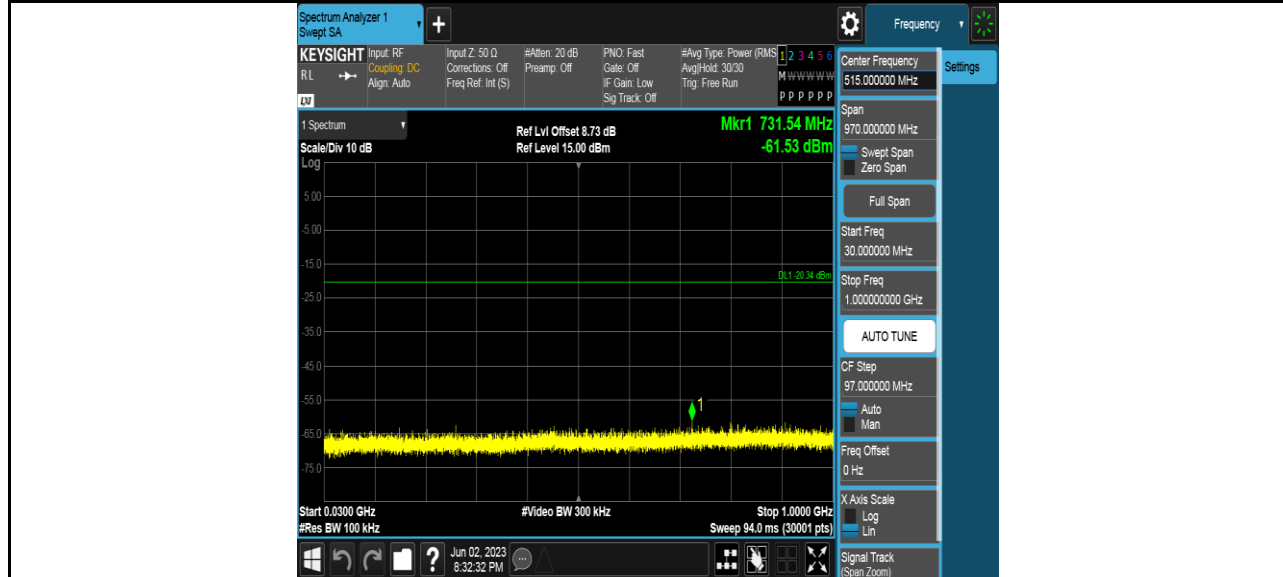 Spectrum Analyzer 1
Swept SA
+
Frequency
KEYSIGHT
RL
LXI
Input: RF
Coupling: DC
Align: Auto
Input Z: 50 Ω
Corrections: Off
Freq Ref: Int (S)
#Atten: 20 dB
Preamp: Off
PNO: Fast
Gate: Off
IF Gain: Low
Sig Track: Off
#Avg Type: Power (RMS
Avg|Hold: 30/30
Trig: Free Run
1 2 3 4 5 6
M W W W W W
P P P P P P
1 Spectrum
Scale/Div 10 dB
Ref Lvl Offset 8.73 dB
Ref Level 15.00 dBm
Mkr1 731.54 MHz
-61.53 dBm
Log
5.00
-5.00
-15.0
DL1 -20.34 dBm
-25.0
-35.0
-45.0
-55.0
1
-65.0
-75.0
Start 0.0300 GHz
#Video BW 300 kHz
Stop 1.0000 GHz
#Res BW 100 kHz
Sweep 94.0 ms (30001 pts)
?
Jun 02, 2023
8:32:32 PM
Center Frequency
515.000000 MHz
Settings
Span
970.000000 MHz
Swept Span
Zero Span
Full Span
Start Freq
30.000000 MHz
Stop Freq
1.000000000 GHz
AUTO TUNE
CF Step
97.000000 MHz
Auto
Man
Freq Offset
0 Hz
X Axis Scale
Log
Lin
Signal Track
(Span Zoom)